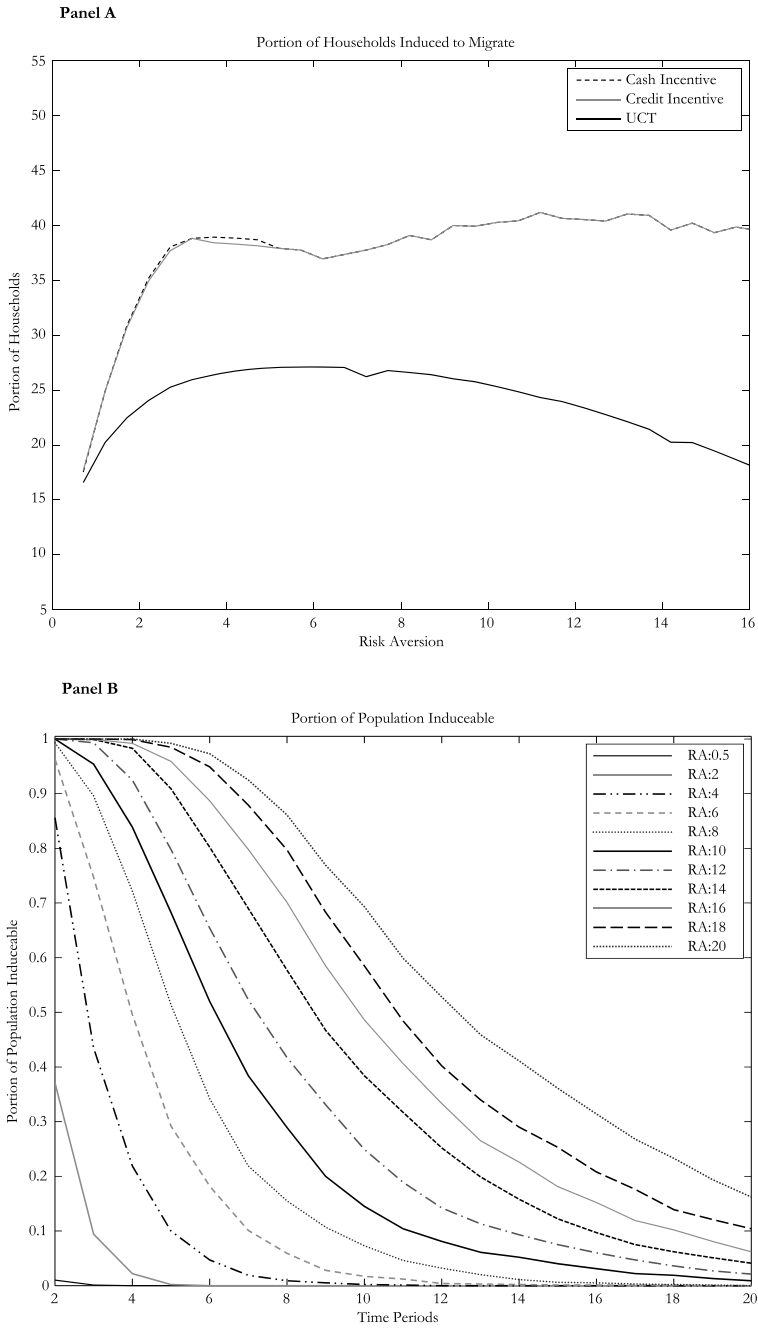 Panel A
Portion of Households Induced to Migrate
Cash Incentive
Credit Incentive
UCT
55
50
45
40
35
30
25
20
15
10
5
Portion of Households
0 2 4 6 8 10 12 14 16
Risk Aversion
Panel B
Portion of Population Induceable
RA:0.5
RA:2
RA:4
RA:6
RA:8
RA:10
RA:12
RA:14
RA:16
RA:18
RA:20
1
0.9
0.8
0.7
0.6
0.5
0.4
0.3
0.2
0.1
0
Portion of Population Induceable
2 4 6 8 10 12 14 16 18 20
Time Periods